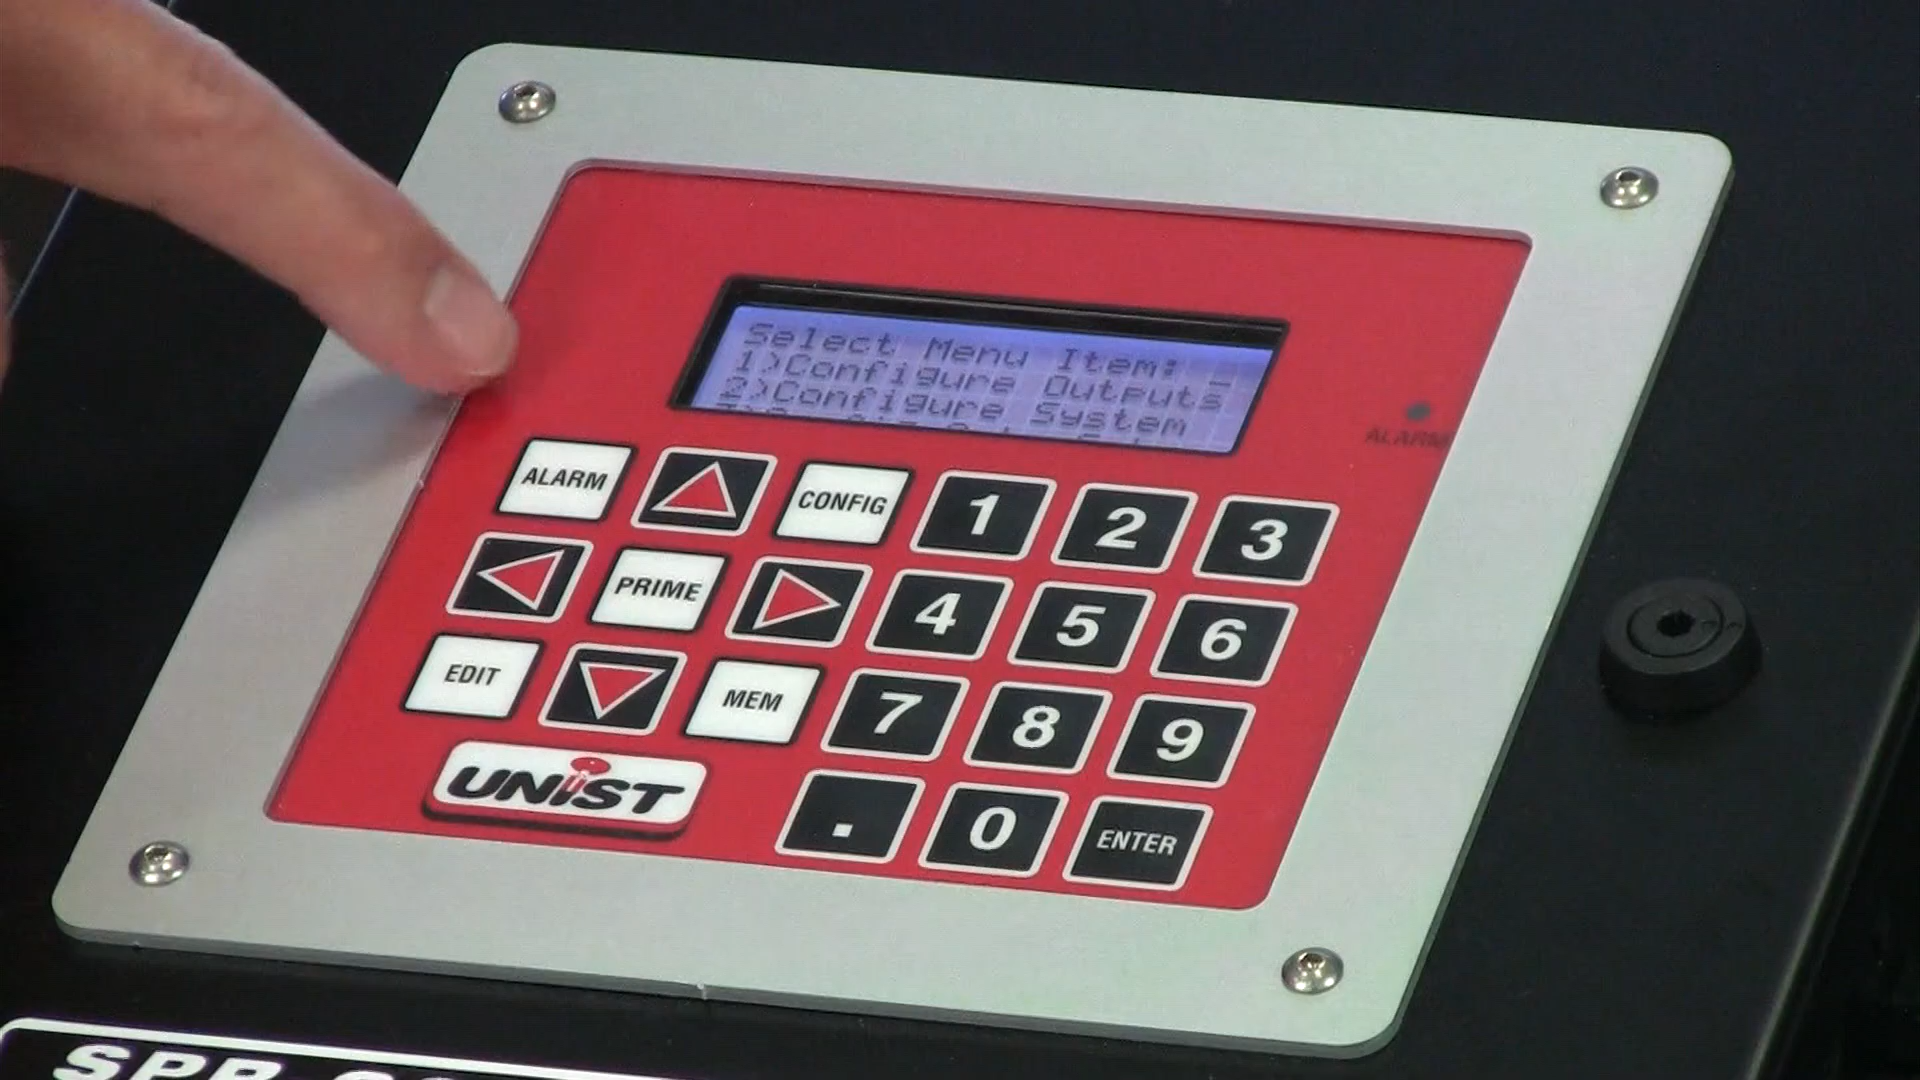 Select Menu Item:
1)Configure Outputs
2)Configure System
ALARM
ALARM
CONFIG
1
2
3
PRIME
4
5
6
EDIT
MEM
7
8
9
UNIST
.
0
ENTER